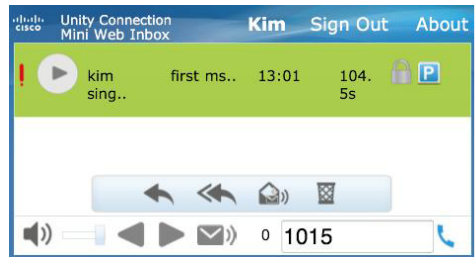 cisco Unity Connection Mini Web Inbox Kim Sign Out About
kim sing.. first ms.. 13:01 104.5s P
0 1015